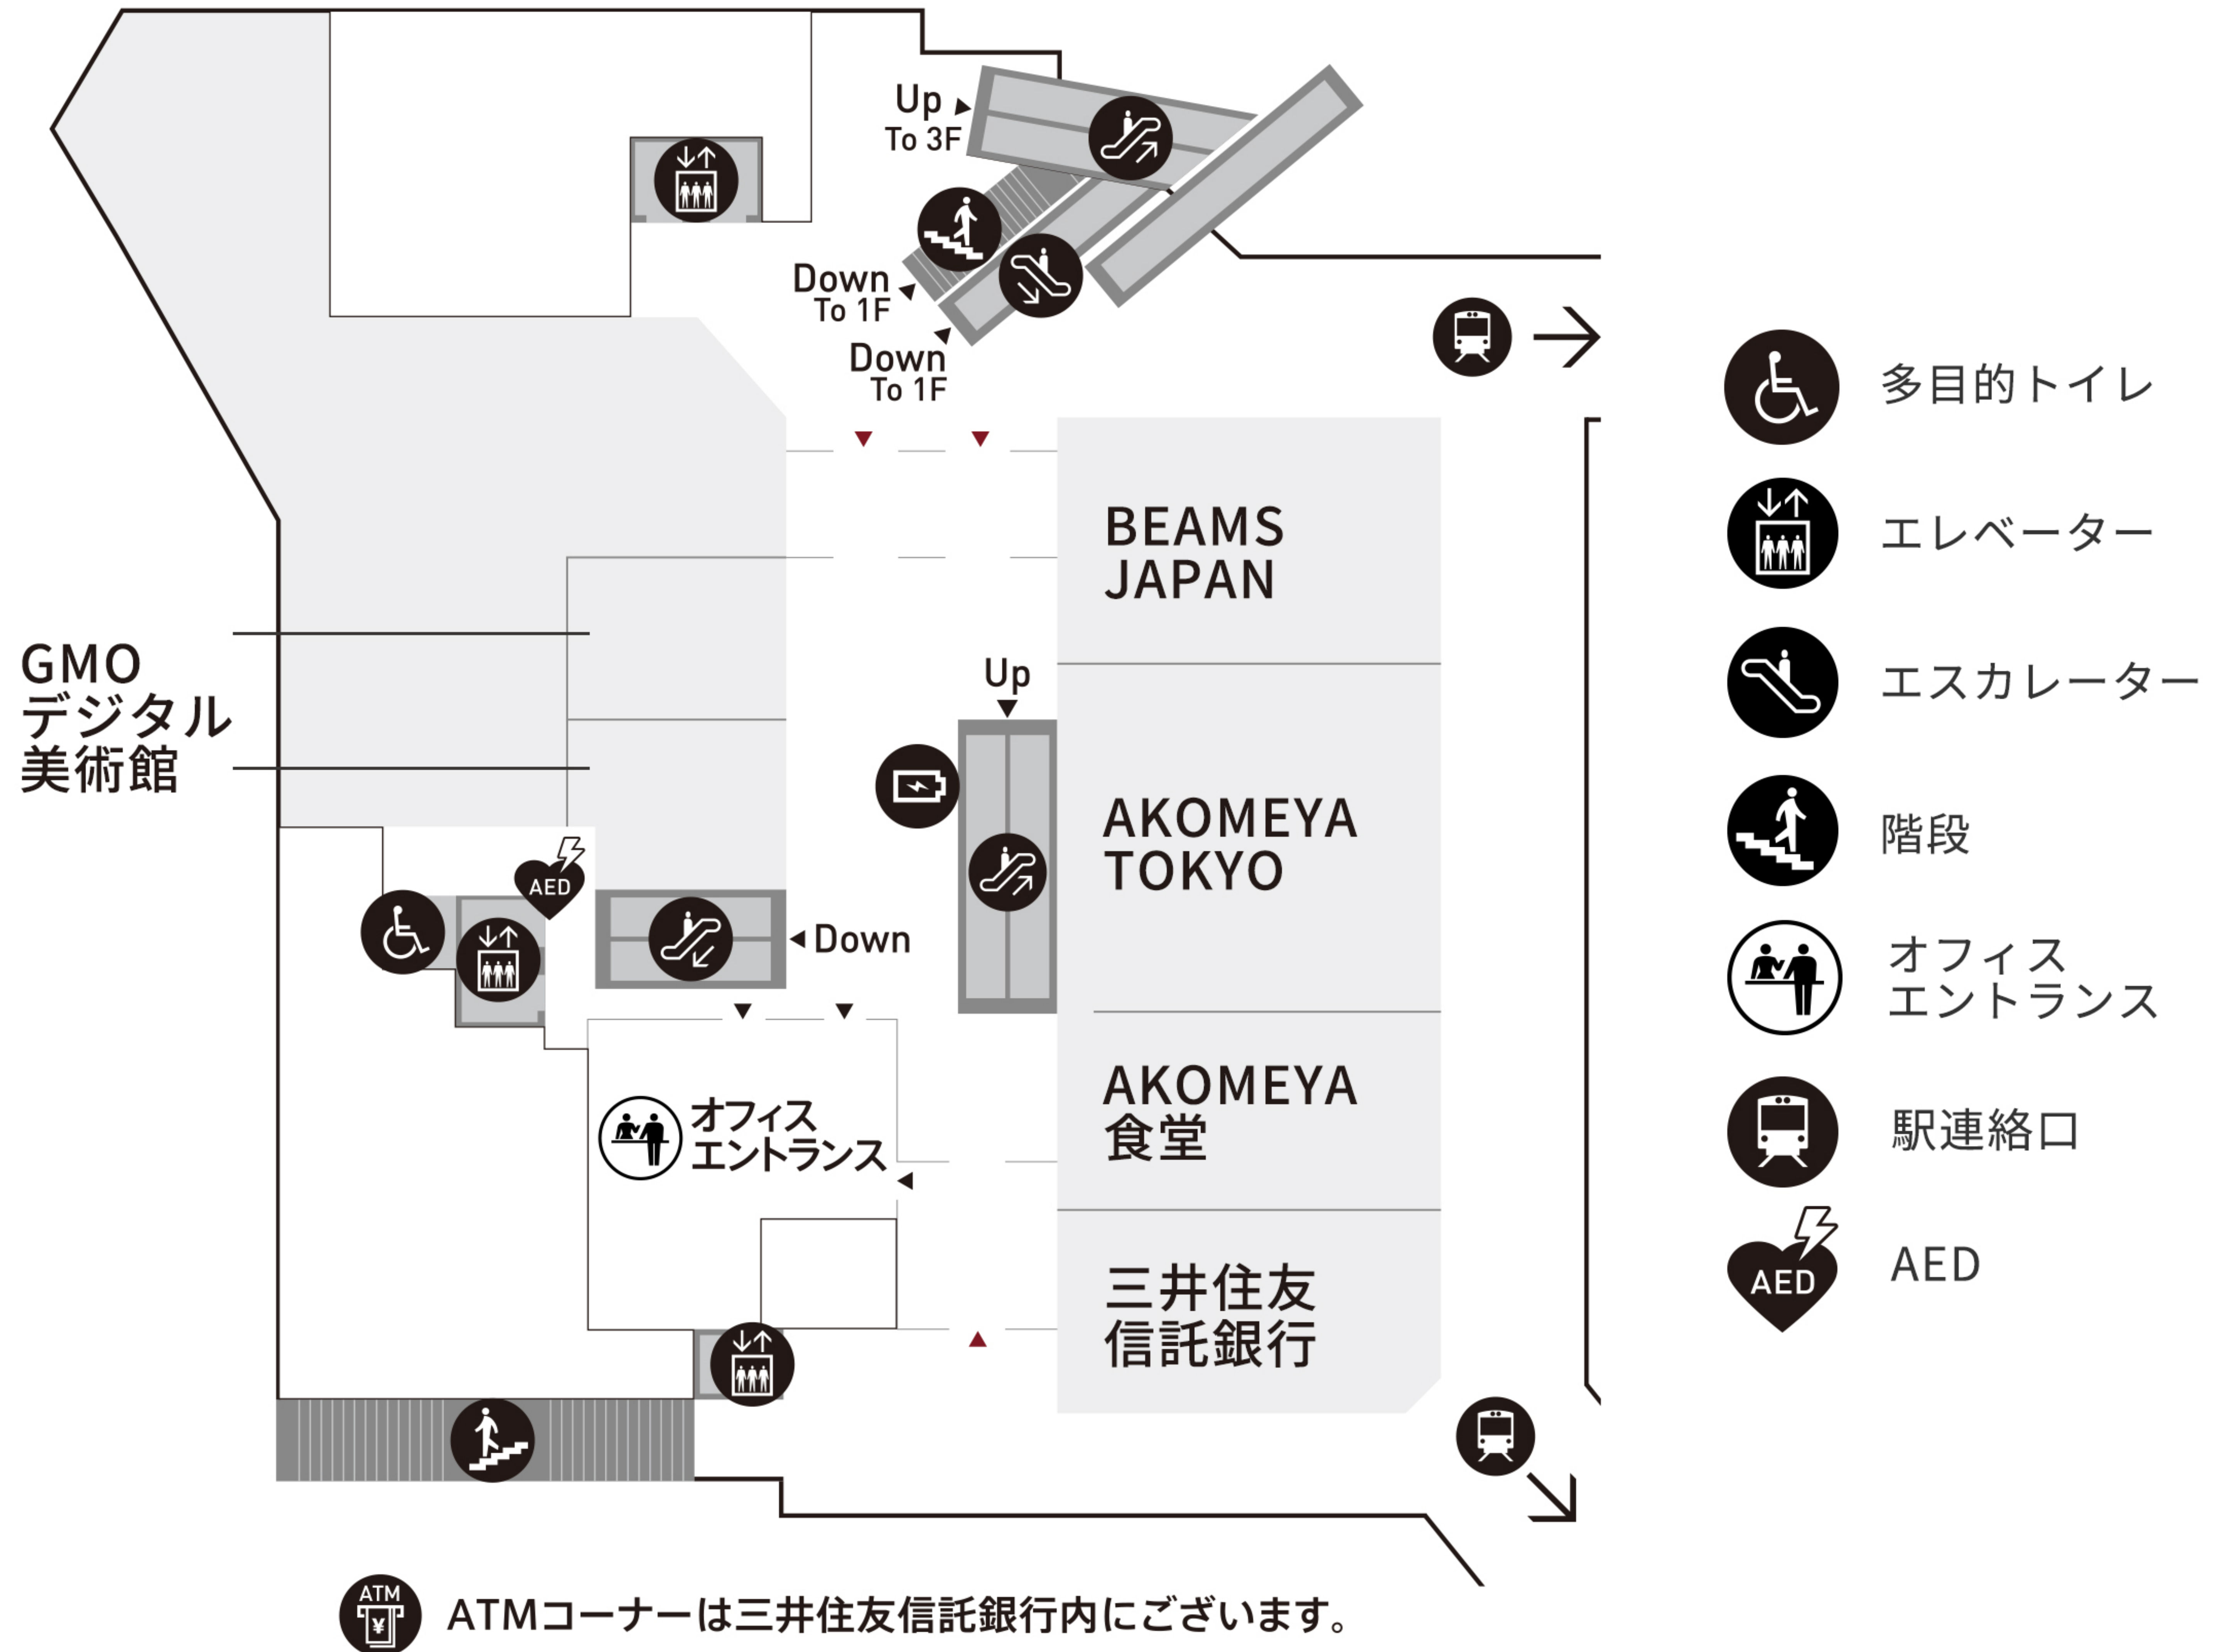 Up
To 3F
Down
To 1F
Down
To 1F
BEAMS
JAPAN
GMO
デジタル
美術館
Up
AKOMEYA
TOKYO
AED
Down
AKOMEYA
食堂
オフィス
エントランス
三井住友
信託銀行
ATM
¥
ATMコーナーは三井住友信託銀行内にございます。
多目的トイレ
エレベーター
エスカレーター
階段
オフィス
エントランス
駅連絡口
AED
AED